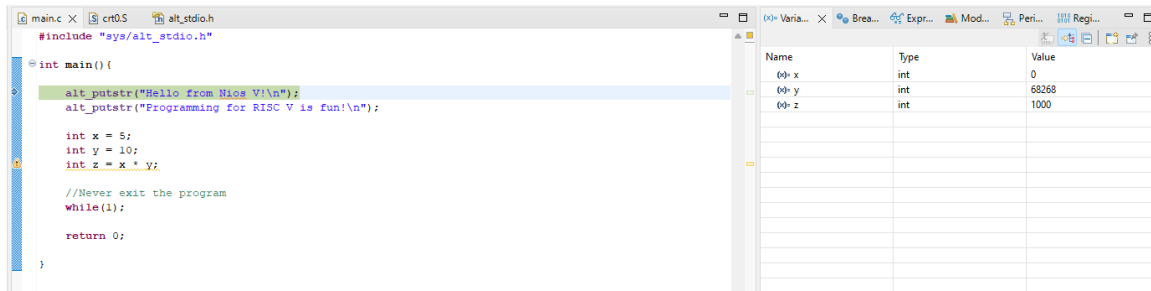 main.c crt0.S alt_stdio.h
#include "sys/alt_stdio.h"
int main(){
alt_putstr("Hello from Nios V!\n");
alt_putstr("Programming for RISC V is fun!\n");
int x = 5;
int y = 10;
int z = x * y;
//Never exit the program
while(1);
return 0;
}
(x)= Varia... Brea... Expr... Mod... Peri... Regi...
Name Type Value
(x)= x int 0
(x)= y int 68268
(x)= z int 1000